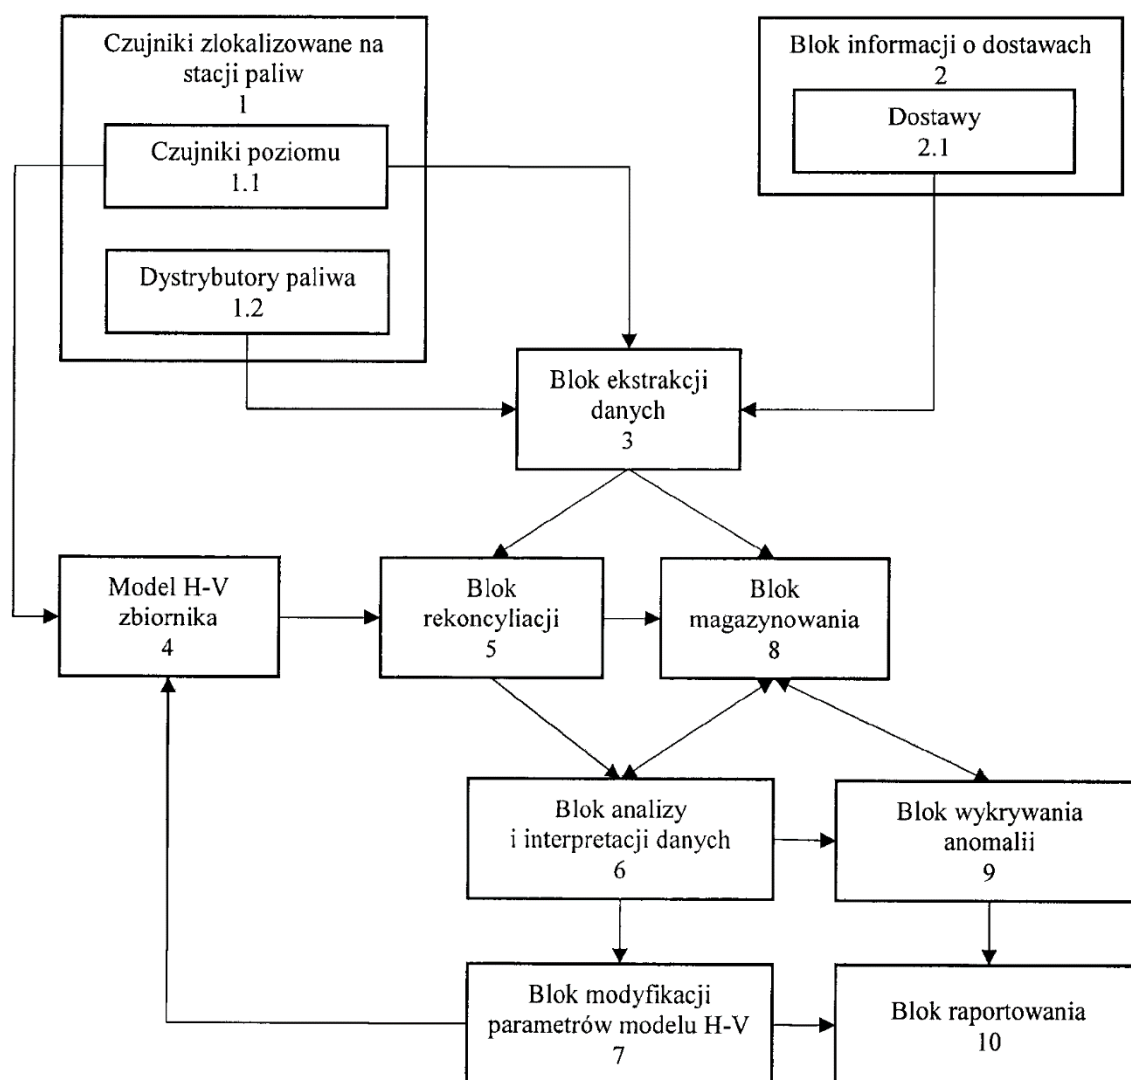 Czujniki zlokalizowane na
stacji paliw
1
Czujniki poziomu
1.1
Dystrybutory paliwa
1.2
Blok informacji o dostawach
2
Dostawy
2.1
Blok ekstrakcji
danych
3
Model H-V
zbiornika
4
Blok
rekoncyliacji
5
Blok
magazynowania
8
Blok analizy
i interpretacji danych
6
Blok wykrywania
anomalii
9
Blok modyfikacji
parametrów modelu H-V
7
Blok raportowania
10